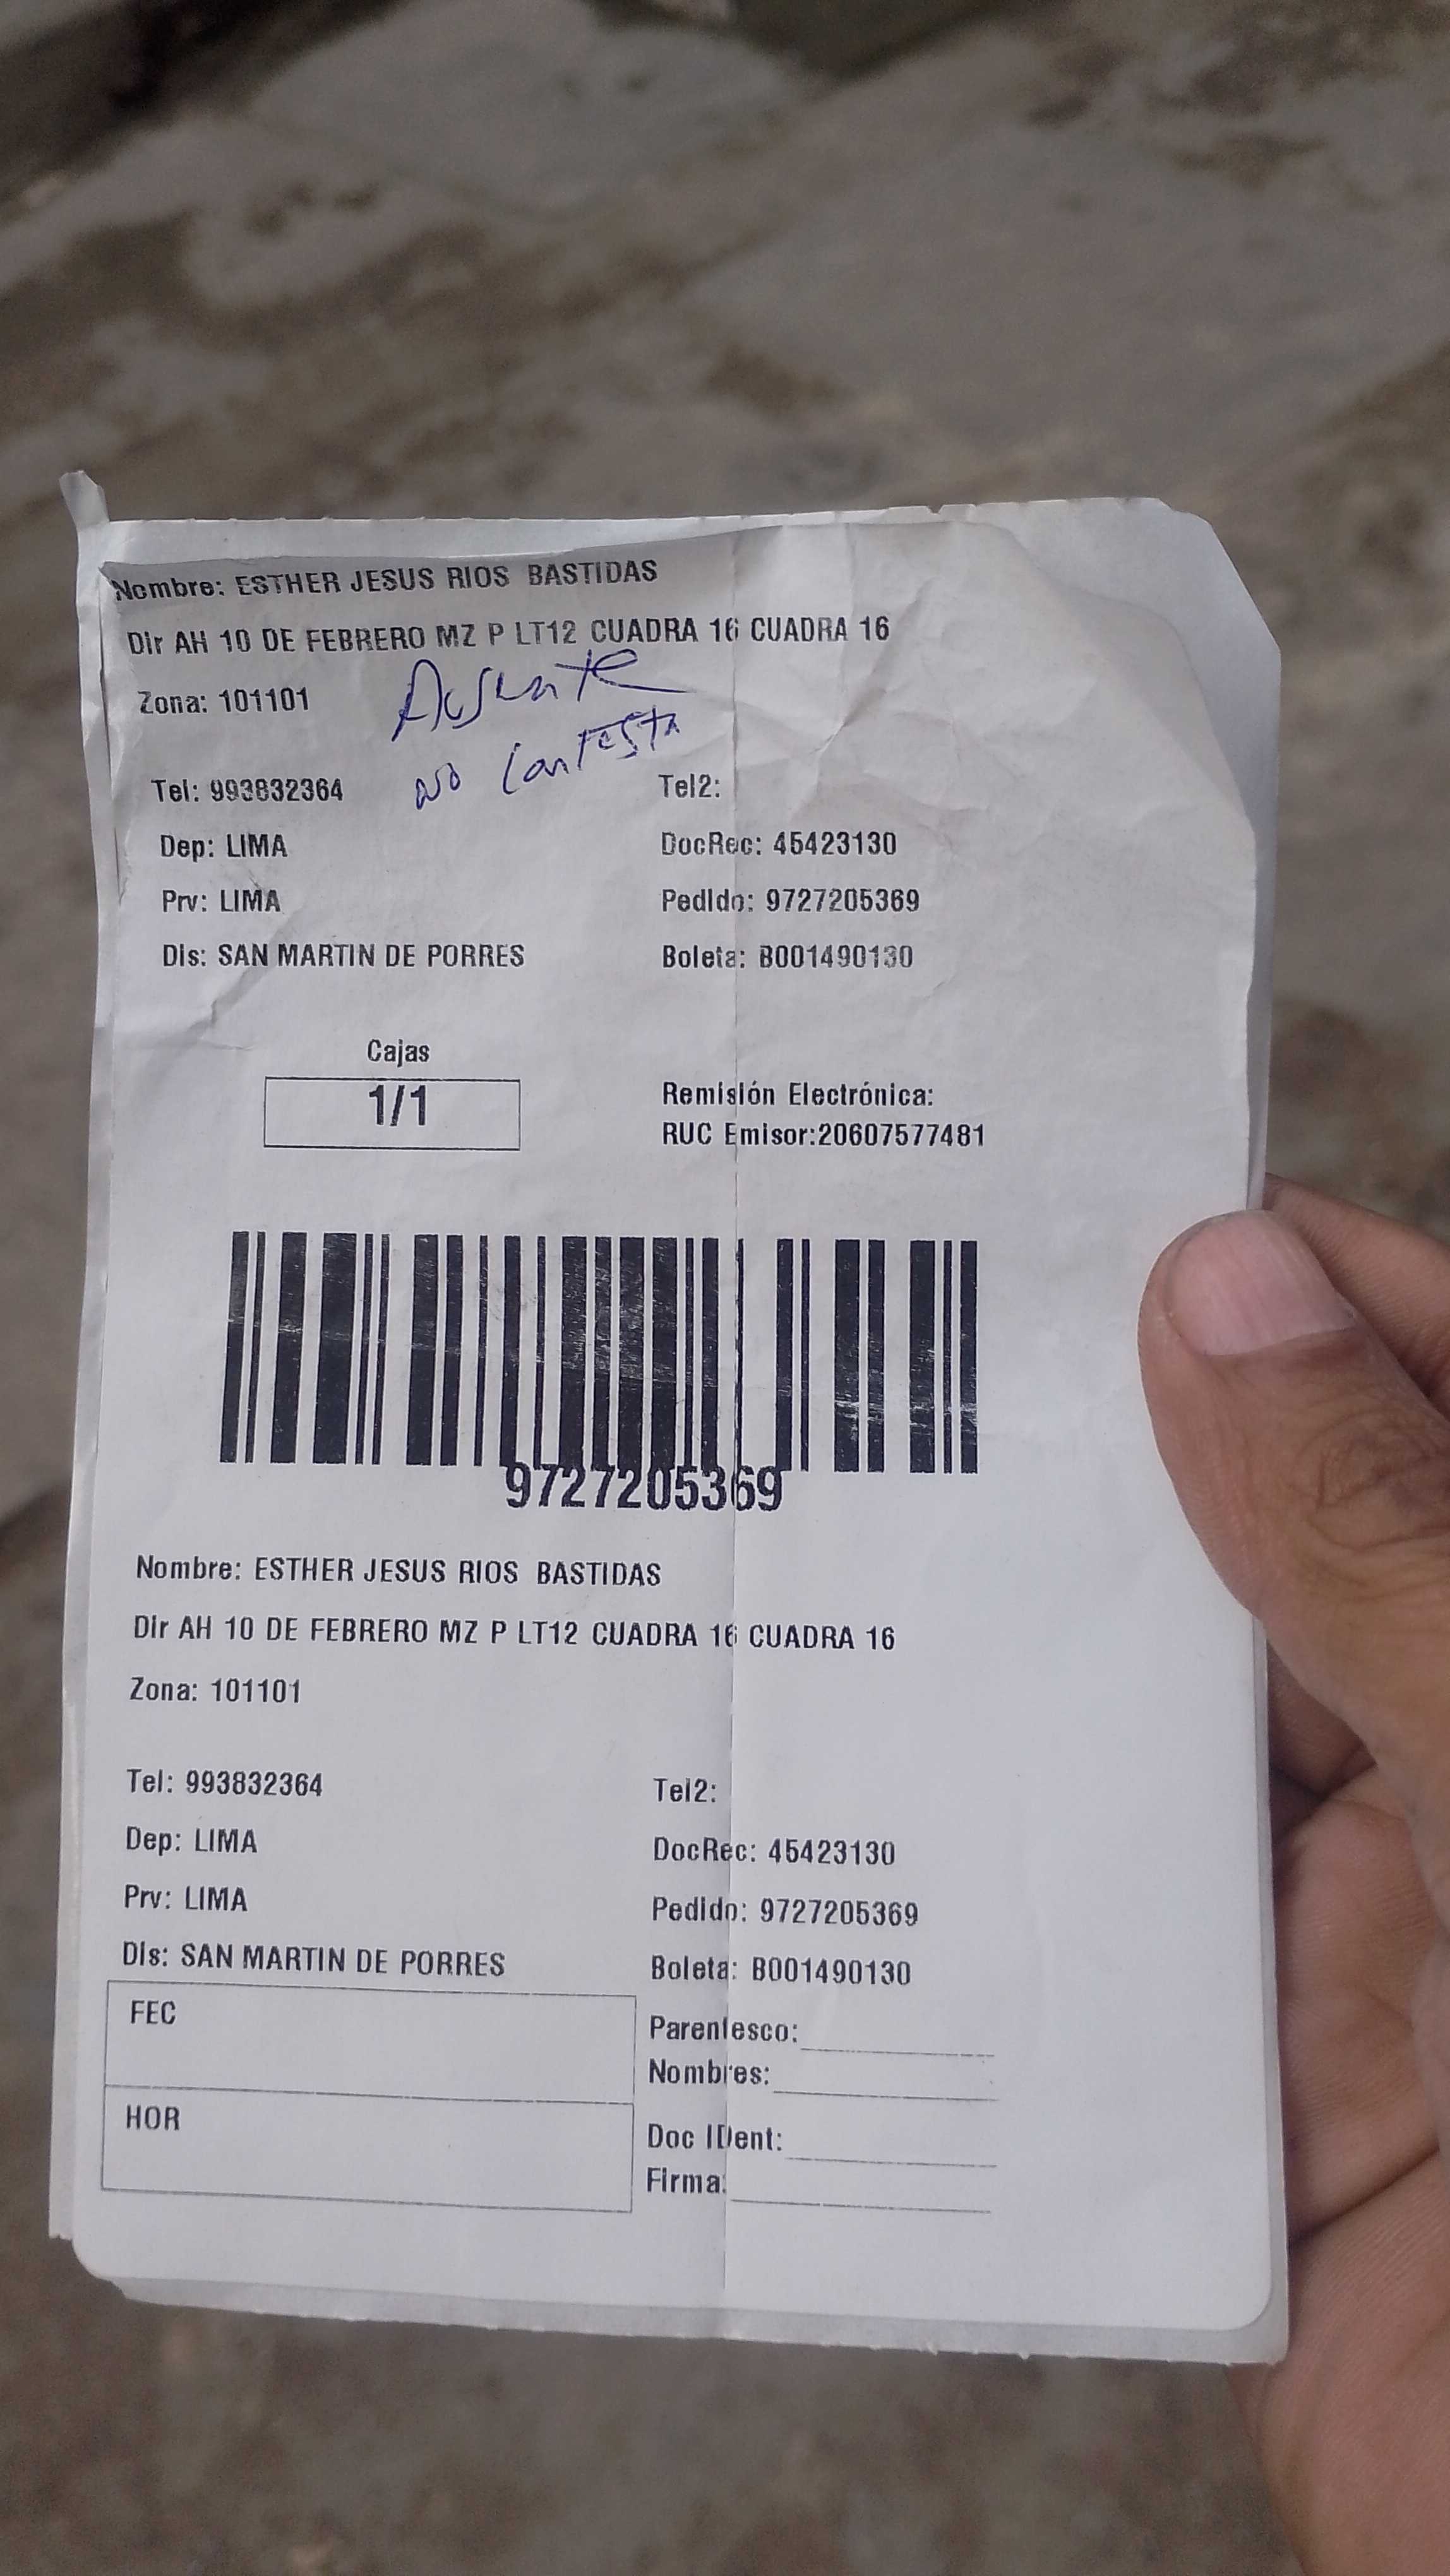 Nombre: ESTHER JESUS RIOS BASTIDAS
Dir AH 10 DE FEBRERO MZ P LT12 CUADRA 16 CUADRA 16
Zona: 101101
Ausente
no contesta
Tel: 993832364 Tel2:
Dep: LIMA DocRec: 45423130
Prv: LIMA Pedido: 9727205369
Dis: SAN MARTIN DE PORRES Boleta: B001490130
Cajas
1/1
Remisión Electrónica:
RUC Emisor:20607577481
9727205369
Nombre: ESTHER JESUS RIOS BASTIDAS
Dir AH 10 DE FEBRERO MZ P LT12 CUADRA 16 CUADRA 16
Zona: 101101
Tel: 993832364 Tel2:
Dep: LIMA DocRec: 45423130
Prv: LIMA Pedido: 9727205369
Dis: SAN MARTIN DE PORRES Boleta: B001490130
FEC
Parentesco:
Nombres:
HOR
Doc IDent:
Firma: